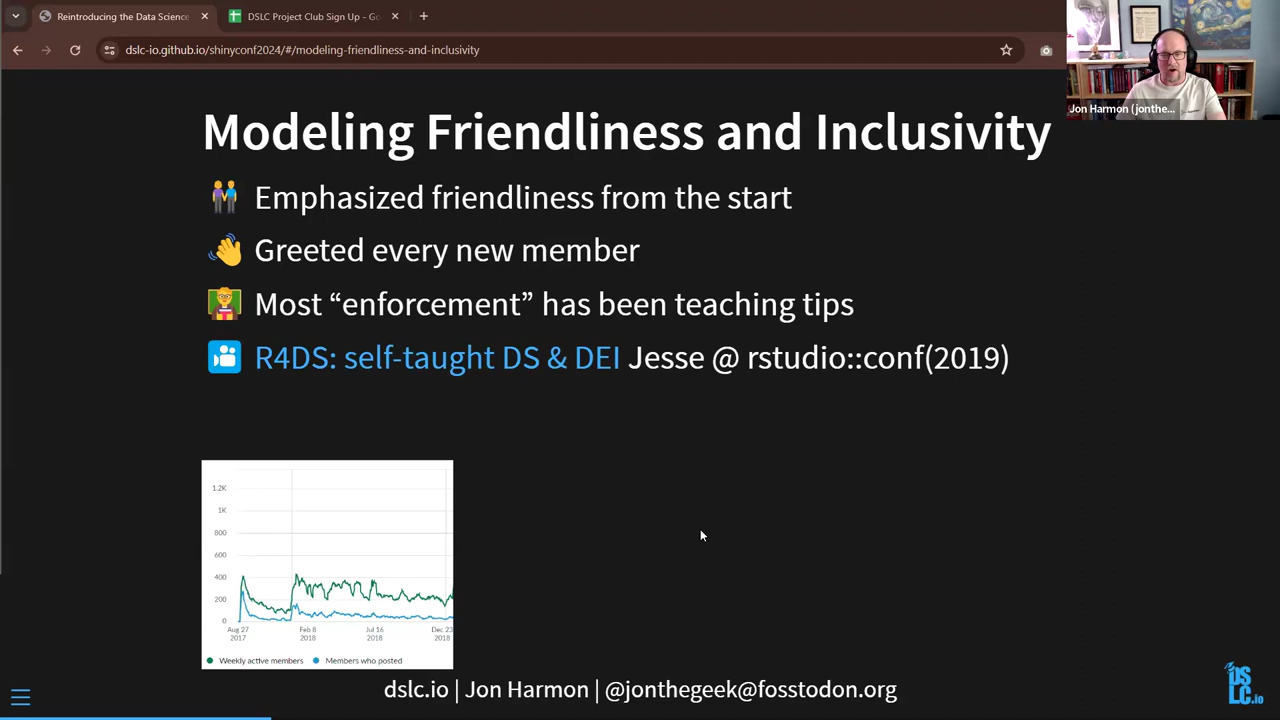 Reintroducing the Data Science
DSLC Project Club Sign Up - Go
dslc-io.github.io/shinyconf2024/#/modeling-friendliness-and-inclusivity
Jon Harmon (jonthe...
Modeling Friendliness and Inclusivity
Emphasized friendliness from the start
Greeted every new member
Most “enforcement” has been teaching tips
R4DS: self-taught DS & DEI Jesse @ rstudio::conf(2019)
1.2K
1K
800
600
400
200
0
Aug 27 Feb 8 Jul 16 Dec 23
2017 2018 2018 2018
Weekly active members Members who posted
dslc.io | Jon Harmon | @jonthegeek@fosstodon.org
DS
LC.io